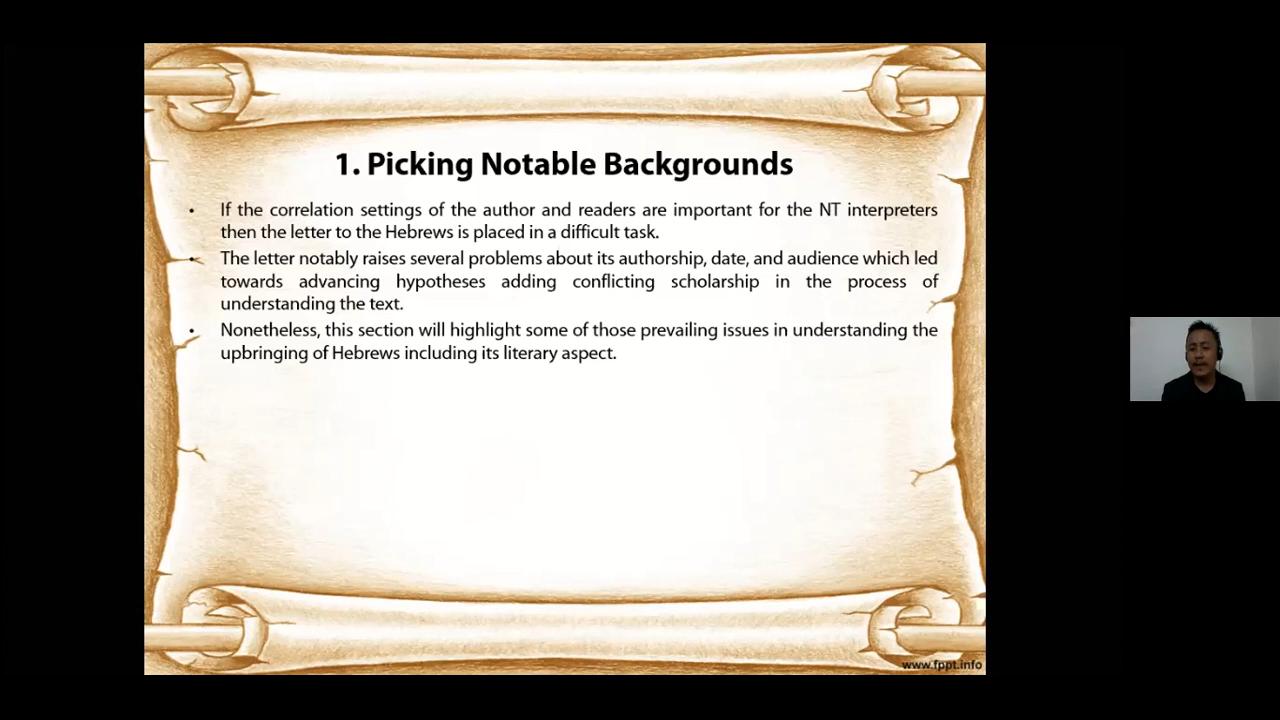 1. Picking Notable Backgrounds
• If the correlation settings of the author and readers are important for the NT interpreters
then the letter to the Hebrews is placed in a difficult task.
• The letter notably raises several problems about its authorship, date, and audience which led
towards advancing hypotheses adding conflicting scholarship in the process of
understanding the text.
• Nonetheless, this section will highlight some of those prevailing issues in understanding the
upbringing of Hebrews including its literary aspect.
www.fppt.info